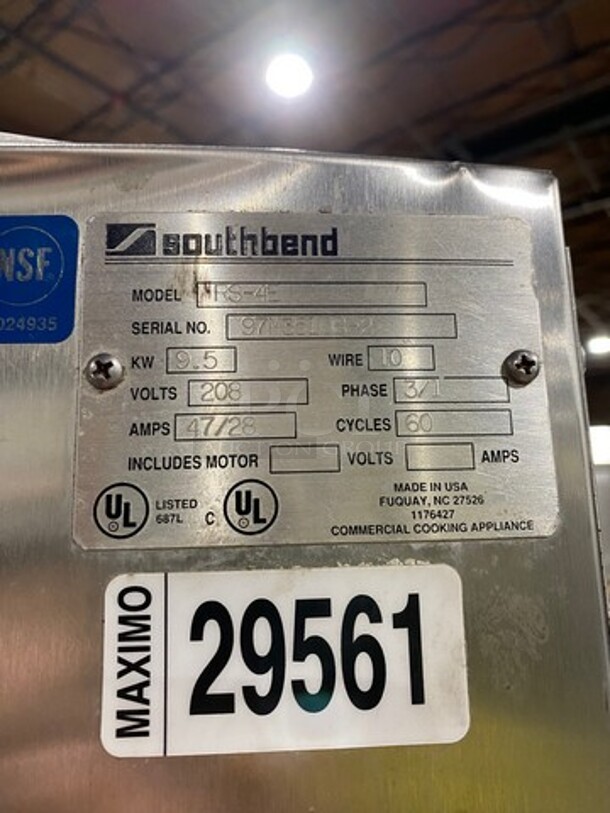 NSF
024935
southbend
MODEL RS-4E
SERIAL NO.
KW 9.5 WIRE 10
VOLTS 208 PHASE 3/1
AMPS 47/28 CYCLES 60
INCLUDES MOTOR VOLTS AMPS
UL LISTED 687L C UL
MADE IN USA
FUQUAY, NC 27526
1176427
COMMERCIAL COOKING APPLIANCE
MAXIMO 29561